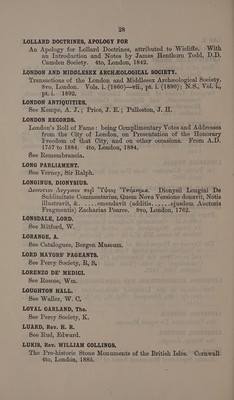 28
LOLLARD DOCTRINES, APOLOGY FOR
An Apology for Lollard Doctrines, attributed to Wicliffe. With
an Introduction and Notes by James Henthorn Todd, D.D.
Camden Society. 4to, London, 1842.
LONDON AND MIDDLESEX ARCHÆOLOGICAL SOCIETY.
Transactions of the London and Middlesex Archæological Society,
8vo, London. Vols. i. (1860)—vii., pt. i. (1890); N.S., Vol. i.,
pt. i. 1892.
LONDON ANTIQUITIES,
See Kempe, A. J.; Price, J. E.; Palleston, J. H.
LONDON RECORDS.
London's Roll of Fame: being Complimentary Votes and Addresses
from the City of London, on Presentation of the Honorary
Freedom of that City, and on other occasions. From A.D.
1757 to 1884. 4to, London, 1884.
See Remembrancia.
LONG PARLIAMENT.
See Verney, Sir Ralph.
LONGINUS, DIONYSIUS.
Διονυσιου Λογγινου περὶ Ὕψους Ὑπόμνημα. Dionysii Longini De
Sublimitate Commentarius, Quem Nova Versione donavit, Notis
Illustravit, & . . . . . emendavit (additis . . . . . ejusdem Auctoris
Fragmentis) Zacharias Pearce. 8vo, London, 1752.
LONSDALE, LORD.
See Mitford, W.
LORANGE, A.
See Catalogues, Bergen Museum.
LORD MAYORS' PAGEANTS.
See Percy Society, R, S.
LORENZO DE' MEDICI.
See Roscoe, Wm.
LOUGHTON HALL.
See Waller, W. C.
LOYAL GARLAND, The.
See Percy Society, K.
LUARD, Rev. H. R.
See Rud, Edward.
LUKIS, Rev. WILLIAM COLLINGS,
The Pre-historic Stone Monuments of the British Isles. Cornwall.
4to, London, 1885.